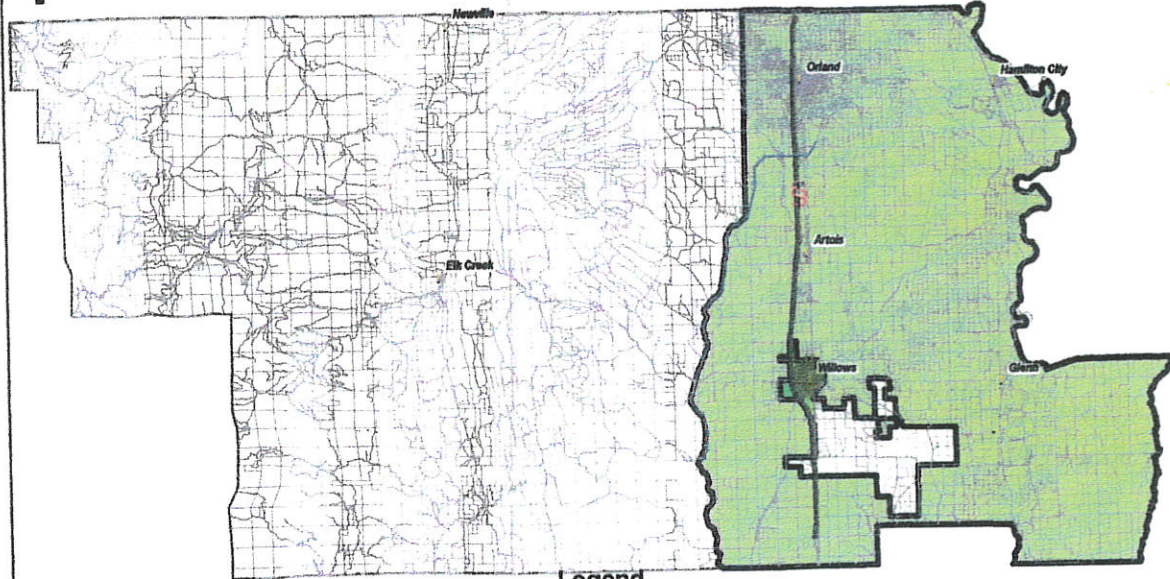 Newville
Orland
Hamilton City
Artois
Elk Creek
Willows
Glenn
Legend